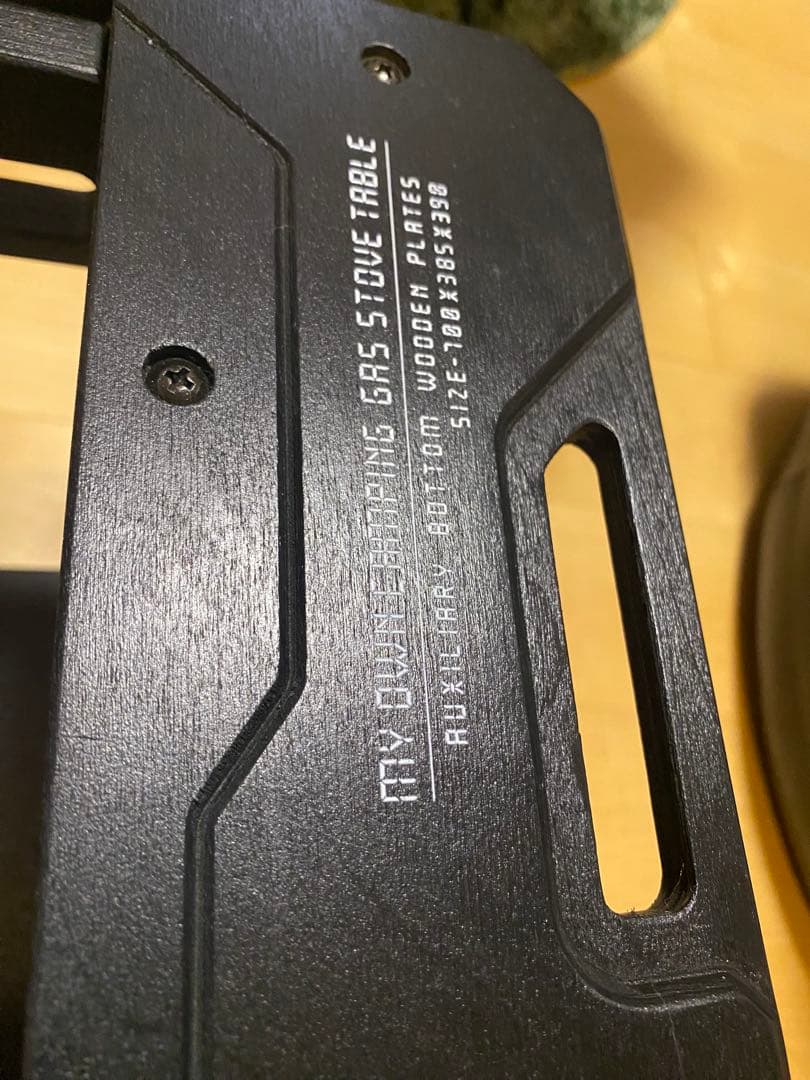 MY OWN CAMPING GAS STOVE TABLE
AUXILIARY BOTTOM WOODEN PLATES
SIZE-700X385X390